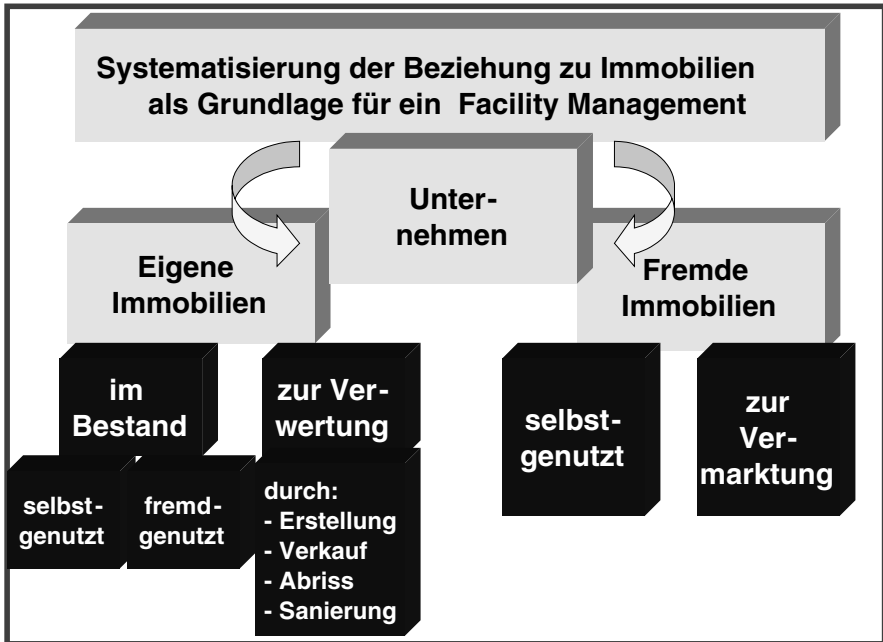 Systematisierung der Beziehung zu Immobilien
als Grundlage für ein Facility Management
Unter-
nehmen
Eigene
Immobilien
Fremde
Immobilien
im
Bestand
zur Ver-
wertung
selbst-
genutzt
zur
Ver-
marktung
selbst-
genutzt
fremd-
genutzt
durch:
- Erstellung
- Verkauf
- Abriss
- Sanierung